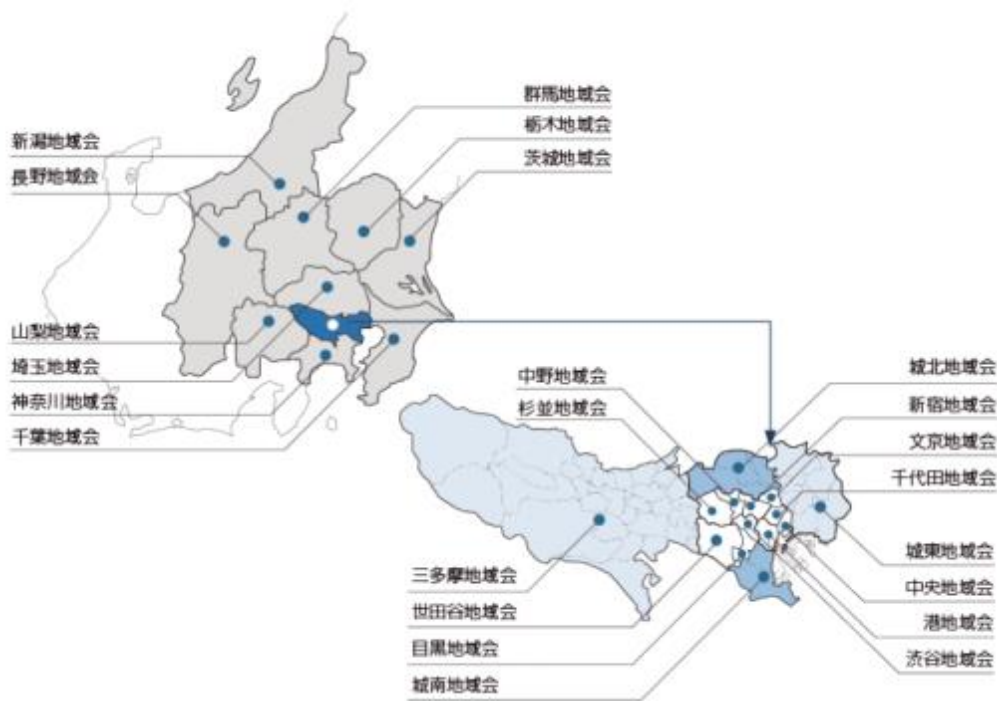 群馬地域会
栃木地域会
茨城地域会
新潟地域会
長野地域会
山梨地域会
埼玉地域会
神奈川地域会
千葉地域会
中野地域会
杉並地域会
城北地域会
新宿地域会
文京地域会
千代田地域会
城東地域会
中央地域会
港地域会
渋谷地域会
三多摩地域会
世田谷地域会
目黒地域会
城南地域会